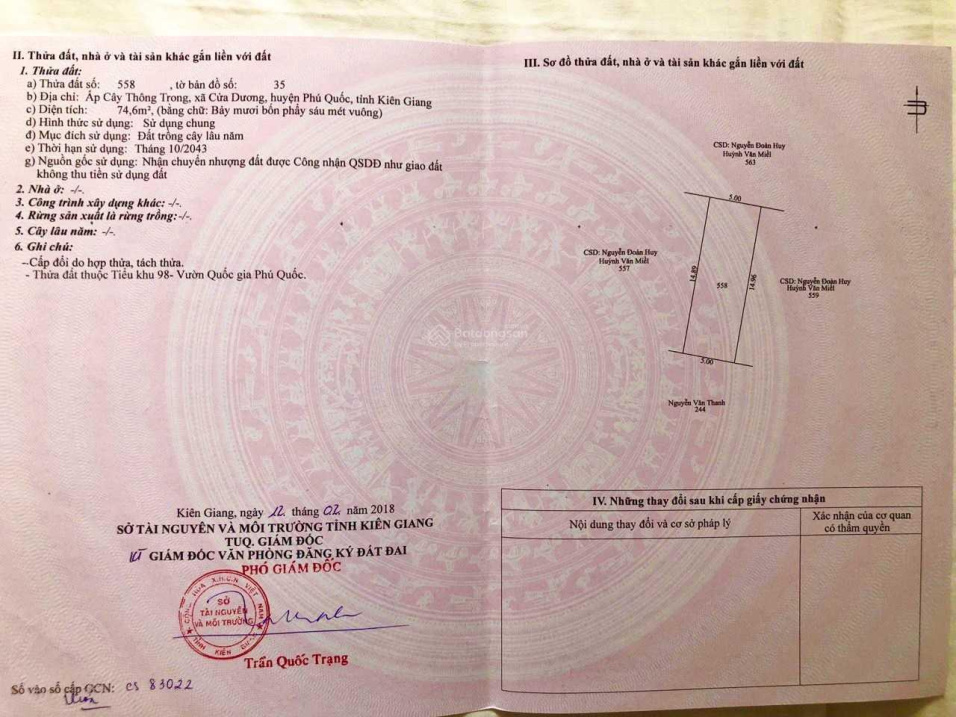 II. Thửa đất, nhà ở và tài sản khác gắn liền với đất
1. Thửa đất:
a) Thửa đất số: 558 , tờ bản đồ số: 35
b) Địa chỉ: Ấp Cây Thông Trong, xã Cửa Dương, huyện Phú Quốc, tỉnh Kiên Giang
c) Diện tích: 74,6m², (bằng chữ: Bảy mươi bốn phẩy sáu mét vuông)
d) Hình thức sử dụng: Sử dụng chung
đ) Mục đích sử dụng: Đất trồng cây lâu năm
e) Thời hạn sử dụng: Tháng 10/2043
g) Nguồn gốc sử dụng: Nhận chuyển nhượng đất được Công nhận QSDĐ như giao đất
không thu tiền sử dụng đất
2. Nhà ở: -/-.
3. Công trình xây dựng khác: -/-.
4. Rừng sản xuất là rừng trồng:-/-.
5. Cây lâu năm: -/-.
6. Ghi chú:
-Cấp đổi do hợp thửa, tách thửa.
- Thửa đất thuộc Tiểu khu 98- Vườn Quốc gia Phú Quốc.
Kiên Giang, ngày 12 tháng 02 năm 2018
SỞ TÀI NGUYÊN VÀ MÔI TRƯỜNG TỈNH KIÊN GIANG
TUQ. GIÁM ĐỐC
KT GIÁM ĐỐC VĂN PHÒNG ĐĂNG KÝ ĐẤT ĐAI
PHÓ GIÁM ĐỐC
CỘNG HÒA X.H.C.N VIỆT NAM
SỞ
TÀI NGUYÊN
VÀ MÔI TRƯỜNG
TỈNH KIÊN GIANG
Trần Quốc Trạng
Số vào sổ cấp GCN: CS 83022
III. Sơ đồ thửa đất, nhà ở và tài sản khác gắn liền với đất
CSD: Nguyễn Đoàn Huy
Huỳnh Văn Miếl
563
5.00
CSD: Nguyễn Đoàn Huy
Huỳnh Văn Miếl
557
14.89
558
14.96
CSD: Nguyễn Đoàn Huy
Huỳnh Văn Miếl
559
5.00
Nguyễn Văn Thanh
244
IV. Những thay đổi sau khi cấp giấy chứng nhận
Nội dung thay đổi và cơ sở pháp lý
Xác nhận của cơ quan
có thẩm quyền
Batdongsan